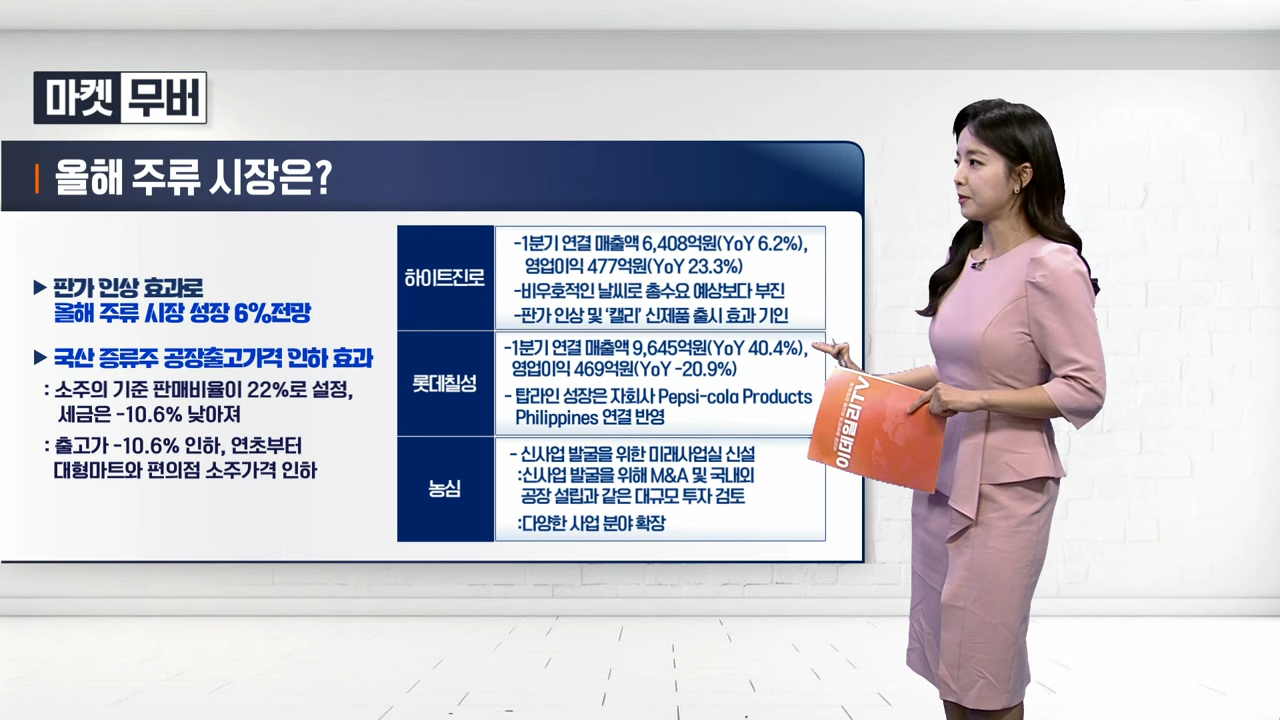 마켓 무버
올해 주류 시장은?
▶ 판가 인상 효과로
올해 주류 시장 성장 6%전망
▶ 국산 증류주 공장출고가격 인하 효과
: 소주의 기준 판매비율이 22%로 설정,
세금은 -10.6% 낮아져
: 출고가 -10.6% 인하, 연초부터
대형마트와 편의점 소주가격 인하
하이트진로
-1분기 연결 매출액 6,408억원(YoY 6.2%),
영업이익 477억원(YoY 23.3%)
-비우호적인 날씨로 총수요 예상보다 부진
-판가 인상 및 '캘리' 신제품 출시 효과 기인
롯데칠성
-1분기 연결 매출액 9,645억원(YoY 40.4%),
영업이익 469억원(YoY -20.9%)
- 탑라인 성장은 자회사 Pepsi-cola Products
Philippines 연결 반영
농심
- 신사업 발굴을 위한 미래사업실 신설
:신사업 발굴을 위해 M&A 및 국내외
공장 설립과 같은 대규모 투자 검토
:다양한 사업 분야 확장
이데일리TV